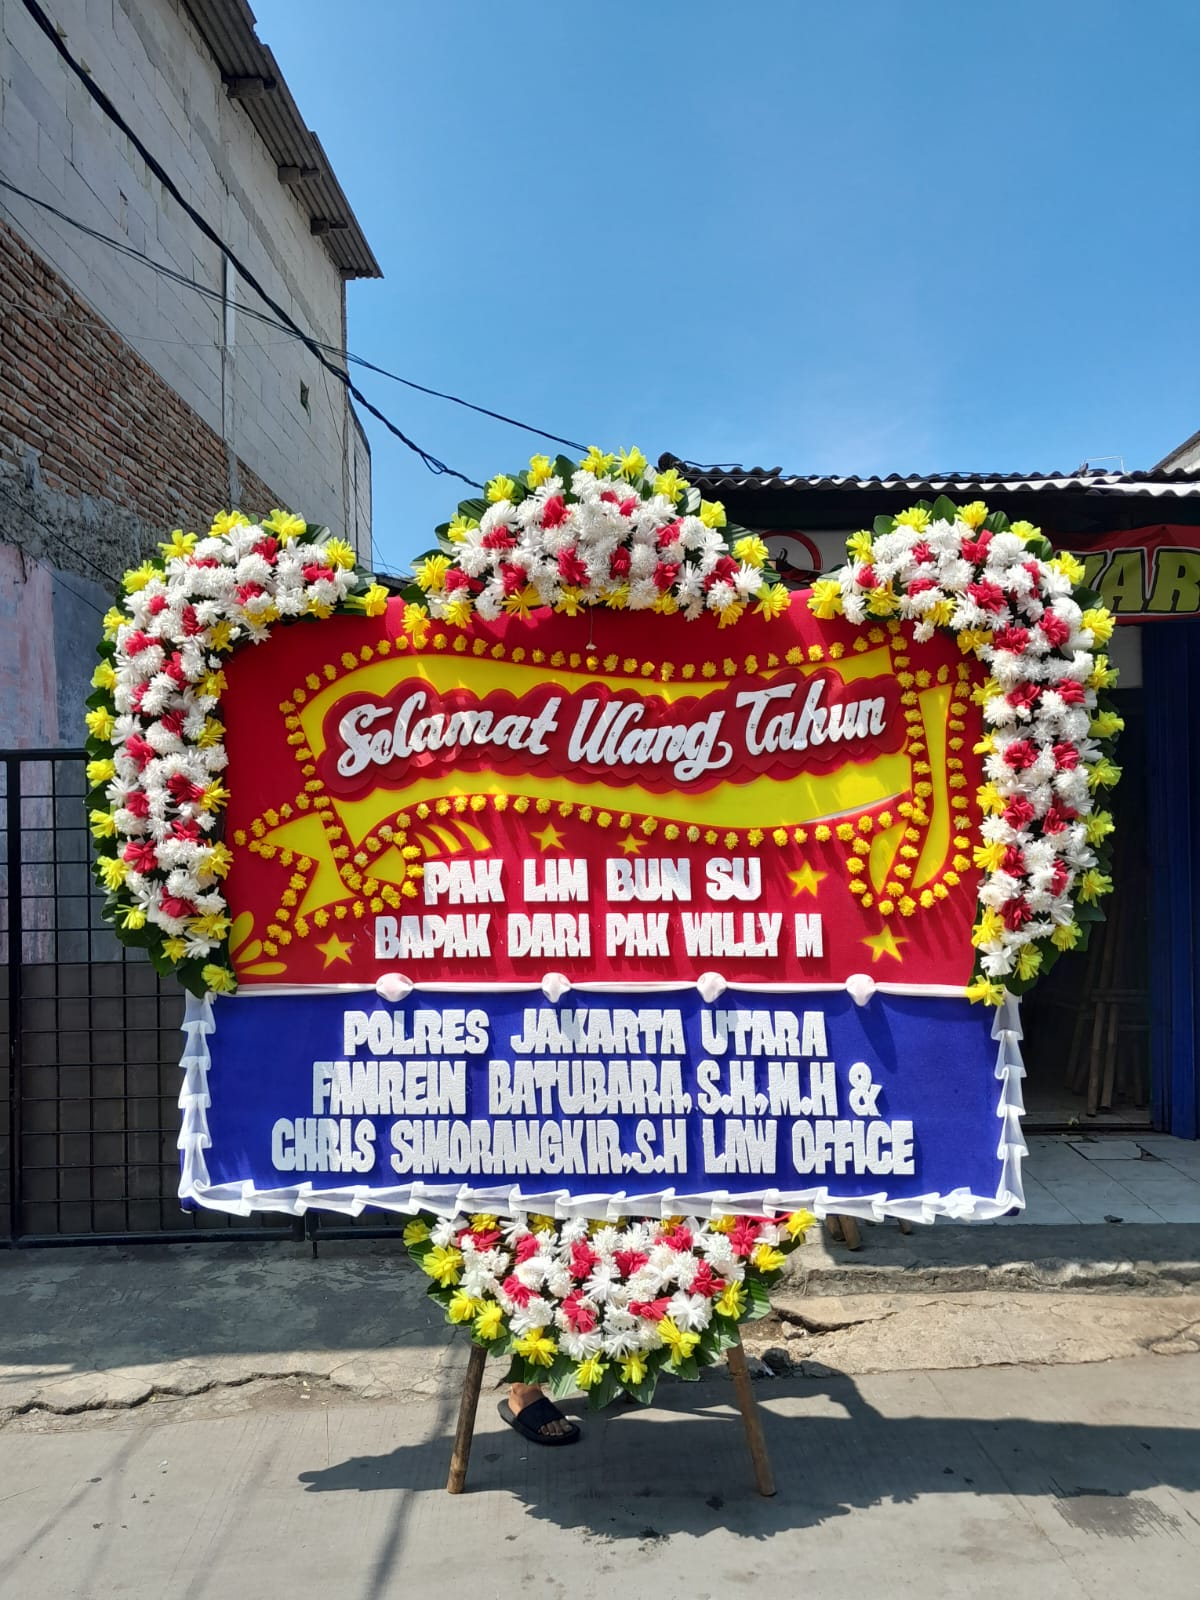 Selamat Ulang Tahun
PAK LIM BUN SU
BAPAK DARI PAK WILLY M
POLRES JAKARTA UTARA
FANREIN BATUBARA, S.H,M.H &
CHRIS SIMORANGKIR,S.H LAW OFFICE